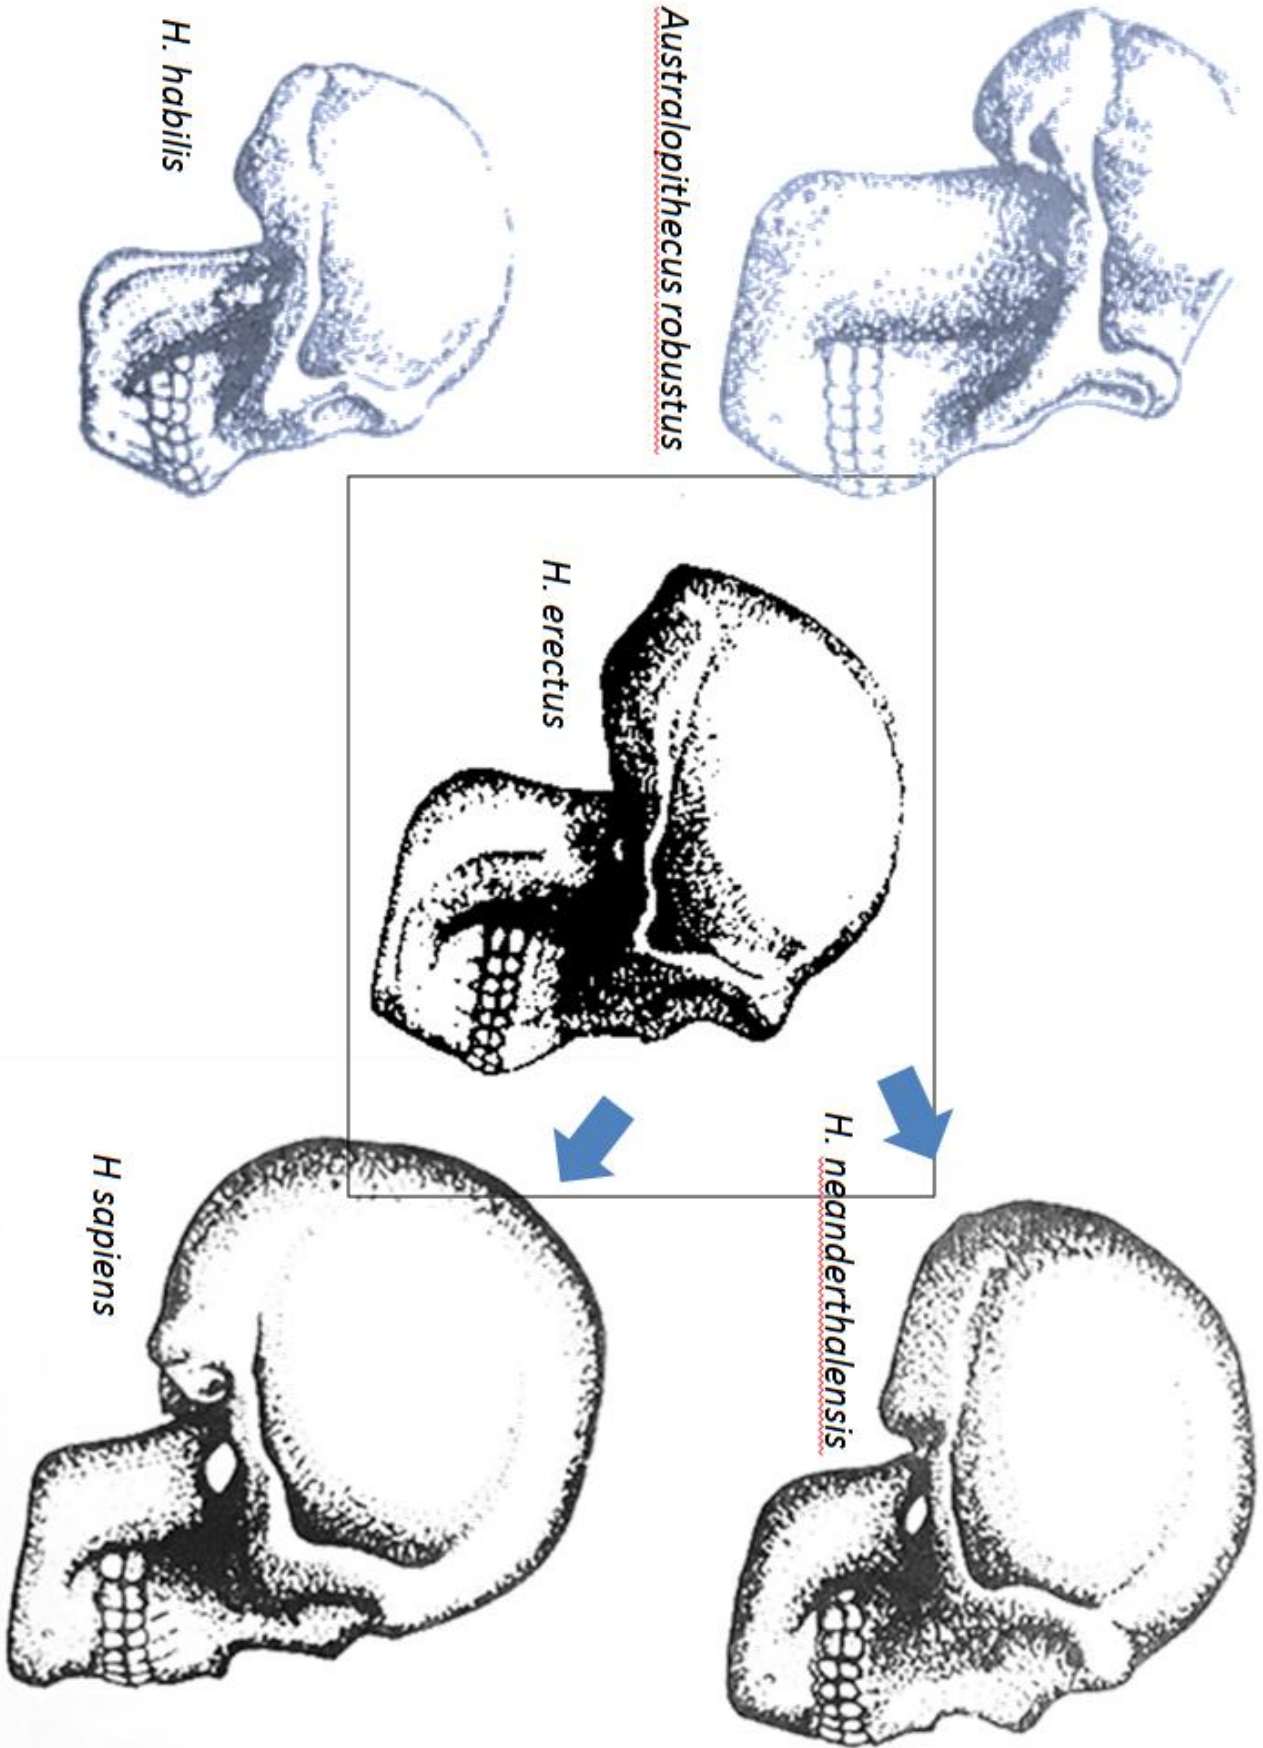 H. neanderthalensis
Australopithecus robustus
H. erectus
H. habilis
H sapiens